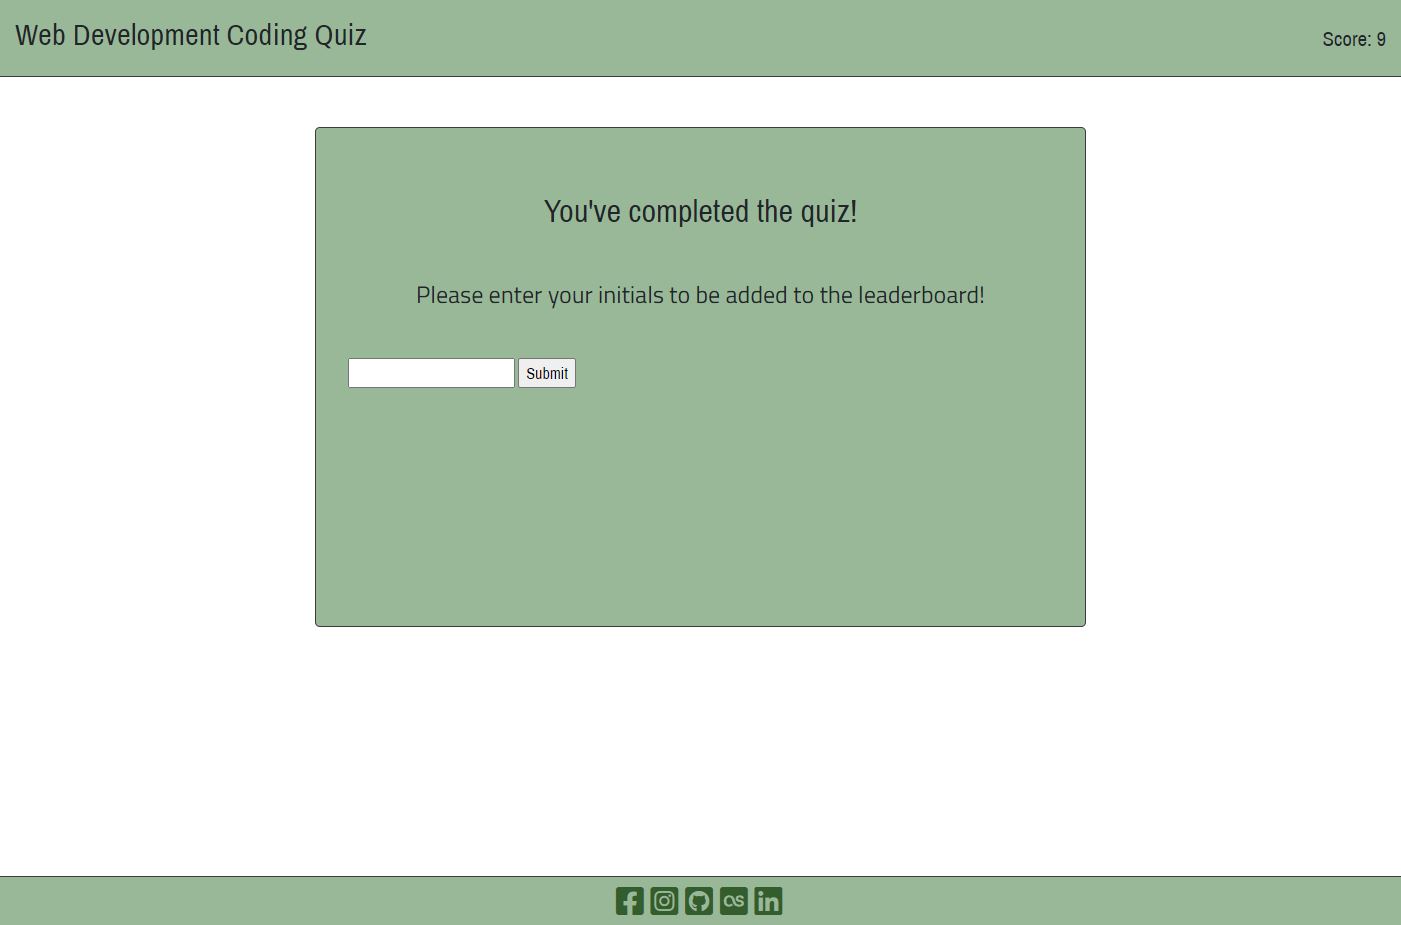 Web Development Coding Quiz
Score: 9
You've completed the quiz!
Please enter your initials to be added to the leaderboard!
Submit